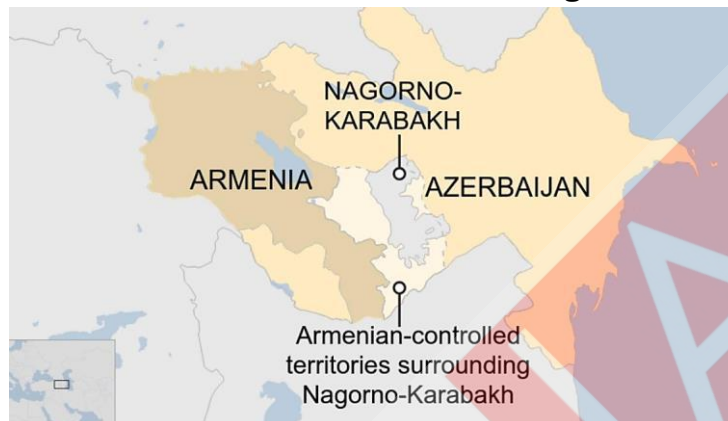 NAGORNO-
KARABAKH
ARMENIA
AZERBAIJAN
Armenian-controlled
territories surrounding
Nagorno-Karabakh